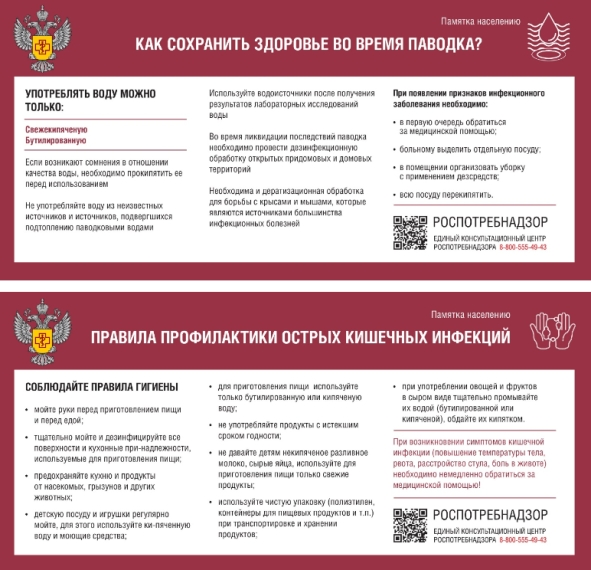 Памятка населению
КАК СОХРАНИТЬ ЗДОРОВЬЕ ВО ВРЕМЯ ПАВОДКА?
УПОТРЕБЛЯТЬ ВОДУ МОЖНО
ТОЛЬКО:
Свежекипяченую
Бутилированную
Если возникают сомнения в отношении
качества воды, необходимо прокипятить ее
перед использованием
Не употребляйте воду из неизвестных
источников и источников, подвергшихся
подтоплению паводковыми водами
Используйте водоисточники после получения
результатов лабораторных исследований
воды
Во время ликвидации последствий паводка
необходимо провести дезинфекционную
обработку открытых придомовых и домовых
территорий
Необходима и дератизационная обработка
для борьбы с крысами и мышами, которые
являются источниками большинства
инфекционных болезней
При появлении признаков инфекционного
заболевания необходимо:
• в первую очередь обратиться
за медицинской помощью;
• больному выделить отдельную посуду;
• в помещении организовать уборку
с применением дезсредств;
• всю посуду перекипятить.
РОСПОТРЕБНАДЗОР
ЕДИНЫЙ КОНСУЛЬТАЦИОННЫЙ ЦЕНТР
РОСПОТРЕБНАДЗОРА 8-800-555-49-43
Памятка населению
ПРАВИЛА ПРОФИЛАКТИКИ ОСТРЫХ КИШЕЧНЫХ ИНФЕКЦИЙ
СОБЛЮДАЙТЕ ПРАВИЛА ГИГИЕНЫ
• мойте руки перед приготовлением пищи
и перед едой;
• тщательно мойте и дезинфицируйте все
поверхности и кухонные при-надлежности,
используемые для приготовления пищи;
• предохраняйте кухню и продукты
от насекомых, грызунов и других
животных;
• детскую посуду и игрушки регулярно
мойте, для этого используйте ки-пяченную
воду и моющие средства;
• для приготовления пищи используйте
только бутилированную или кипяченую
воду;
• не употребляйте продукты с истекшим
сроком годности;
• не давайте детям некипяченое разливное
молоко, сырые яйца, используйте для
приготовления пищи только свежие
продукты;
• используйте чистую упаковку (полиэтилен,
контейнеры для пищевых продуктов и т.п.)
при транспортировке и хранении
продуктов;
• при употреблении овощей и фруктов
в сыром виде тщательно промывайте
их водой (бутилированной или
кипяченой), обдайте их кипятком.
При возникновении симптомов кишечной
инфекции (повышение температуры тела,
рвота, расстройство стула, боль в животе)
необходимо немедленно обратиться за
медицинской помощью!
РОСПОТРЕБНАДЗОР
ЕДИНЫЙ КОНСУЛЬТАЦИОННЫЙ ЦЕНТР
РОСПОТРЕБНАДЗОРА 8-800-555-49-43